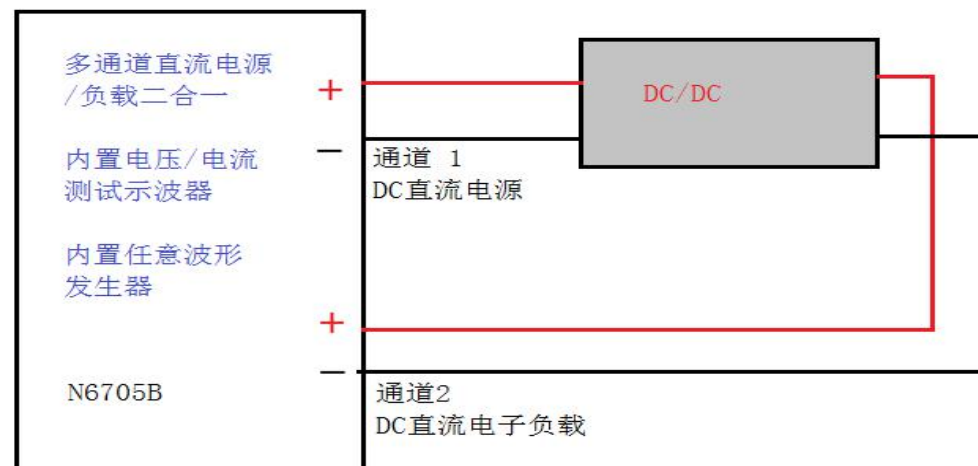 多通道直流电源
/负载二合一
+
DC/DC
内置电压/电流
测试示波器
—
通道 1
DC直流电源
内置任意波形
发生器
+
—
N6705B
通道2
DC直流电子负载